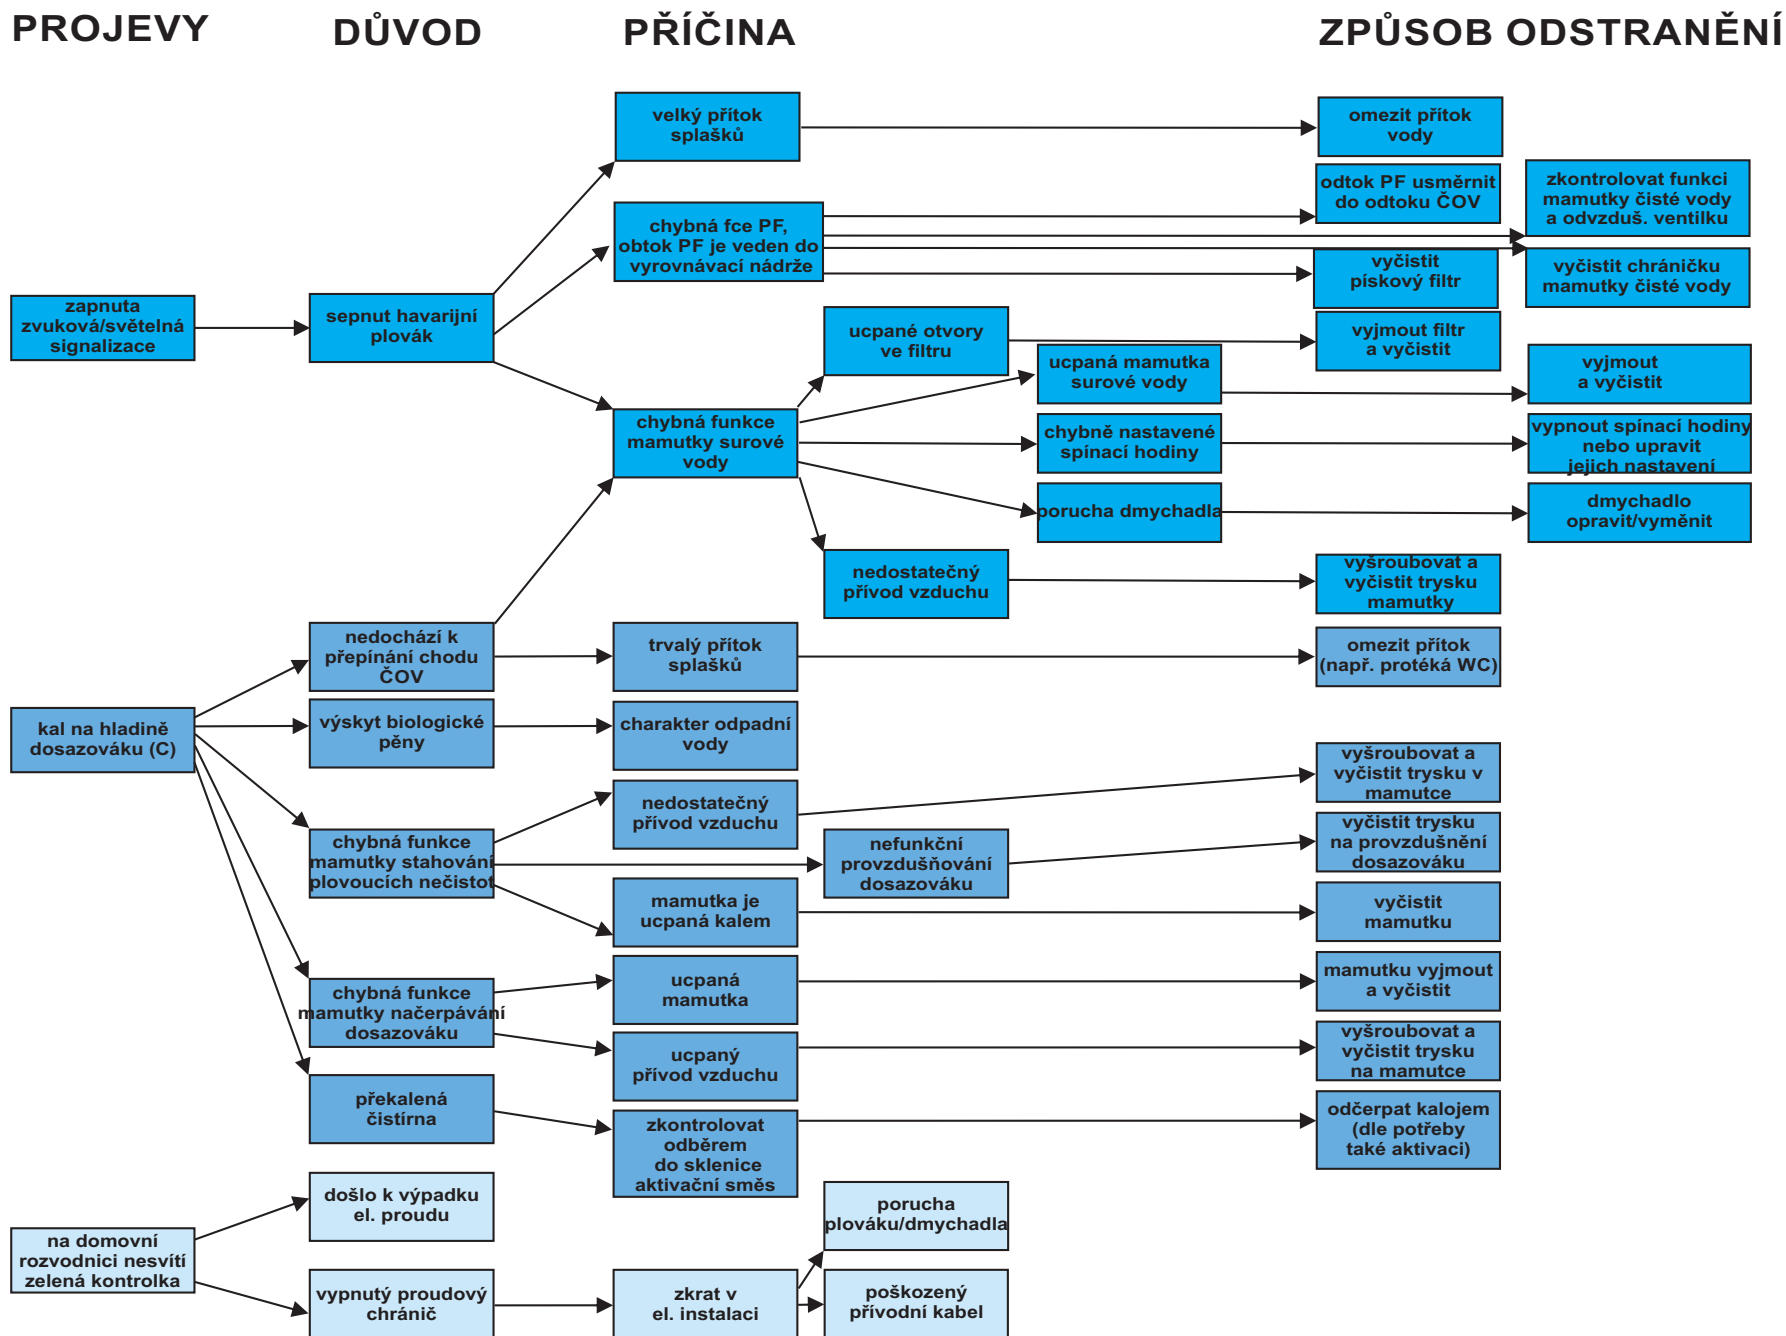 PROJEVY
DŮVOD
PŘÍČINA
ZPŮSOB ODSTRANĚNÍ
velký přítok
splašků
omezit přítok
vody
chybná fce PF,
obtok PF je veden do
vyrovnávací nádrže
odtok PF usměrnit
do odtoku ČOV
zkontrolovat funkci
mamutky čisté vody
a odvzduš. ventilku
vyčistit
pískový filtr
vyčistit chráničku
mamutky čisté vody
zapnuta
zvuková/světelná
signalizace
sepnut havarijní
plovák
ucpané otvory
ve filtru
vyjmout filtr
a vyčistit
ucpaná mamutka
surové vody
vyjmout
a vyčistit
chybná funkce
mamutky surové
vody
chybně nastavené
spínací hodiny
vypnout spínací hodiny
nebo upravit
jejich nastavení
porucha dmychadla
dmychadlo
opravit/vyměnit
nedostatečný
přívod vzduchu
vyšroubovat a
vyčistit trysku
mamutky
nedochází k
přepínání chodu
ČOV
trvalý přítok
splašků
omezit přítok
(např. protéká WC)
kal na hladině
dosazováku (C)
výskyt biologické
pěny
charakter odpadní
vody
nedostatečný
přívod vzduchu
vyšroubovat a
vyčistit trysku v
mamutce
chybná funkce
mamutky stahování
plovoucích nečistot
nefunkční
provzdušňování
dosazováku
vyčistit trysku
na provzdušnění
dosazováku
mamutka je
ucpaná kalem
vyčistit
mamutku
chybná funkce
mamutky načerpávání
dosazováku
ucpaná
mamutka
mamutku vyjmout
a vyčistit
ucpaný
přívod vzduchu
vyšroubovat a
vyčistit trysku
na mamutce
překalená
čistírna
zkontrolovat
odběrem
do sklenice
aktivační směs
odčerpat kalojem
(dle potřeby
také aktivaci)
na domovní
rozvodnici nesvítí
zelená kontrolka
došlo k výpadku
el. proudu
vypnutý proudový
chránič
zkrat v
el. instalaci
porucha
plováku/dmychadla
poškozený
přívodní kabel